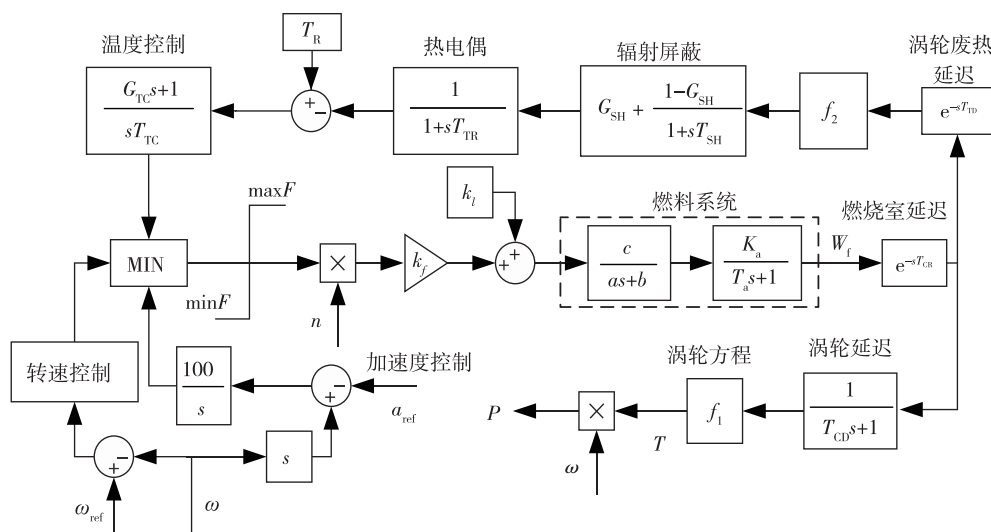 温度控制
T_R
热电偶
辐射屏蔽
涡轮废热
延迟
G_TC s+1
sT_TC
+
−
1
1+sT_TR
G_SH + 
1−G_SH
1+sT_SH
f_2
e^{−sT_TD}
maxF
k_l
燃料系统
燃烧室延迟
MIN
×
k_f
+
+
c
as+b
K_a
T_a s+1
W_f
e^{−sT_CR}
minF
n
转速控制
100
s
−
+
加速度控制
a_ref
涡轮方程
涡轮延迟
P
×
T
f_1
1
T_CD s+1
+
−
s
ω
ω_ref
ω